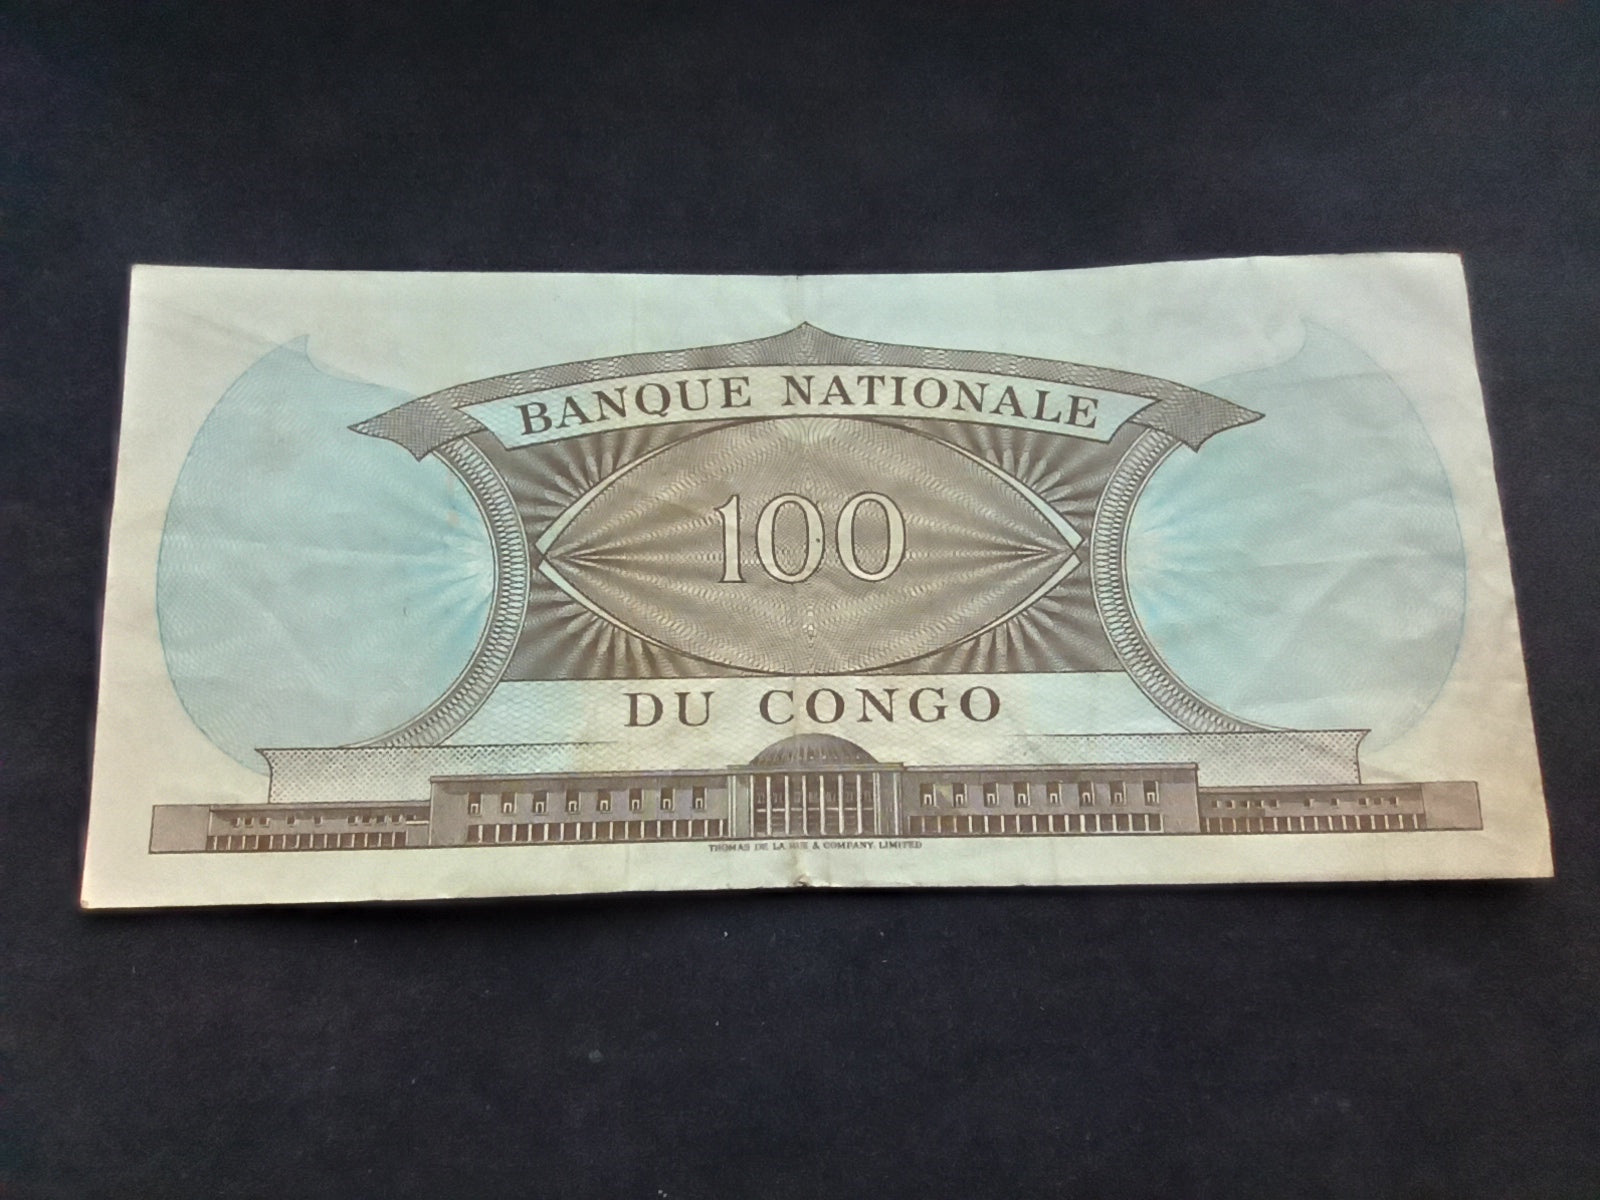 BANQUE NATIONALE
100
DU CONGO
THOMAS DE LA RUE & COMPANY, LIMITED